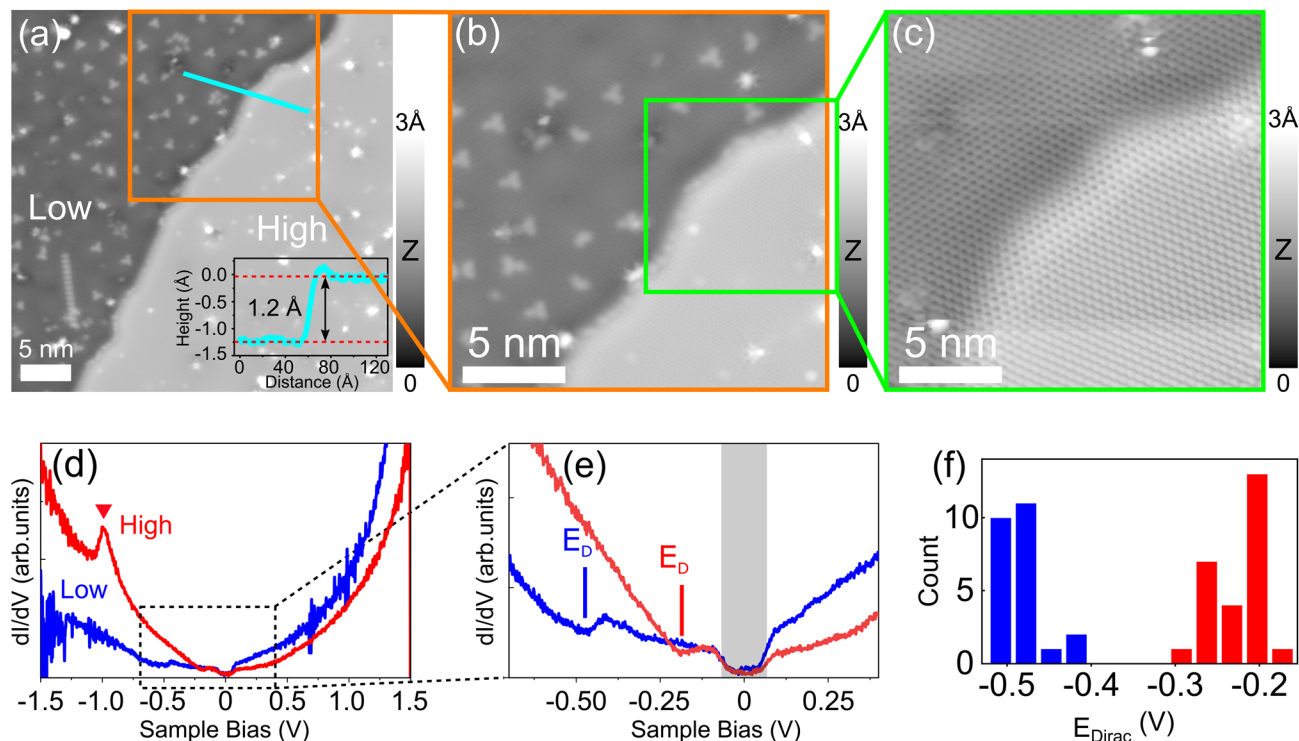 (a)
Low
High
5 nm
Height (Å)
0.0
-0.5
-1.0
-1.5
1.2 Å
0
40
80
120
Distance (Å)
3Å
Z
0
(b)
5 nm
3Å
Z
0
(c)
5 nm
3Å
Z
0
(d)
High
Low
dI/dV (arb.units)
-1.5 -1.0 -0.5 0 0.5 1.0 1.5
Sample Bias (V)
(e)
E_D
E_D
dI/dV (arb.units)
-0.50 -0.25 0 0.25
Sample Bias (V)
(f)
Count
10
5
0
-0.5 -0.4 -0.3 -0.2
E_Dirac (V)